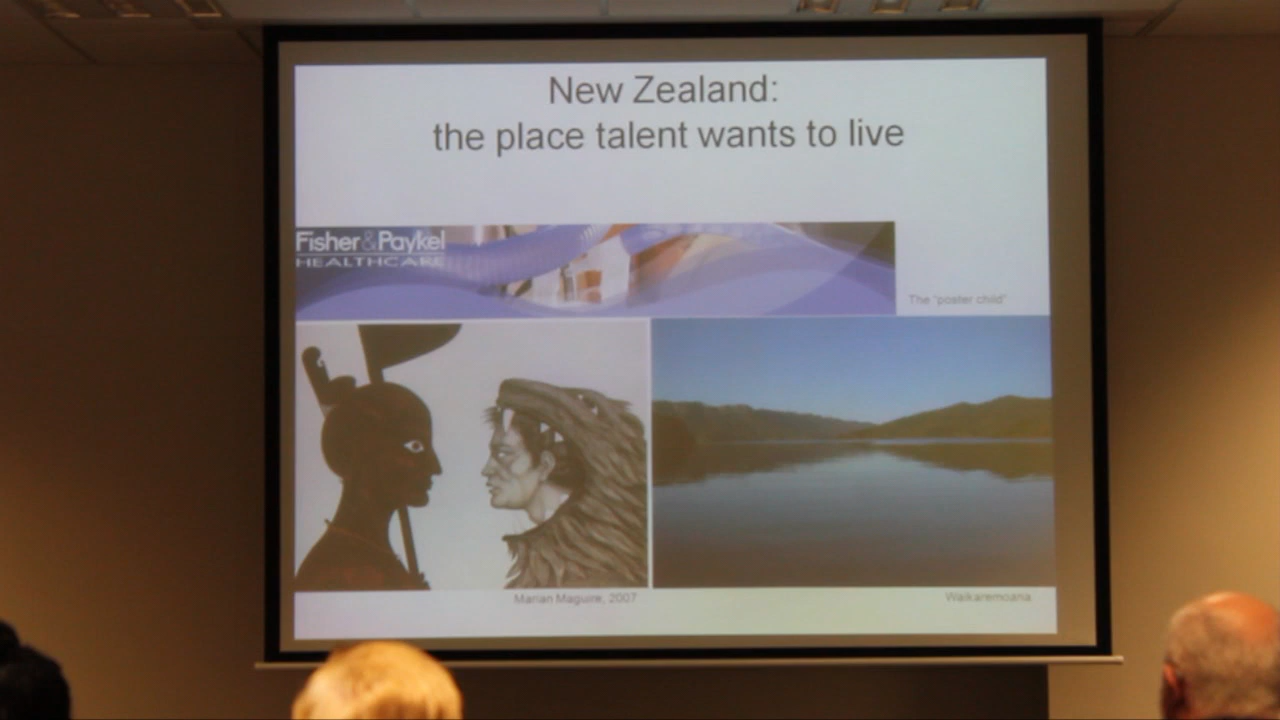 New Zealand:
the place talent wants to live
Fisher&Paykel
HEALTHCARE
The "poster child"
Marian Maguire, 2007
Waikaremoana